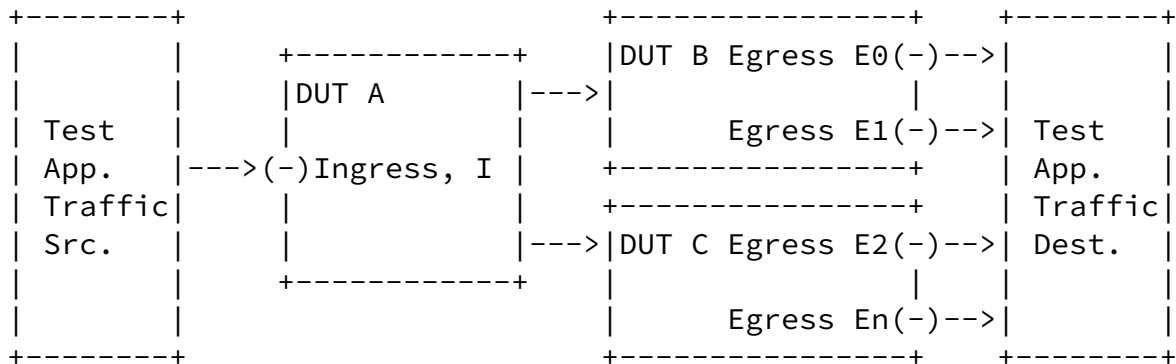 +--------+                     +----------------+    +--------+
|        |     +------------+    |DUT B Egress E0(-)-->|        |
|        |     |DUT A       |--->|                |    |        |
| Test   |     |            |    |      Egress E1(-)-->| Test   |
| App.   |--->(-)Ingress, I |    +----------------+    | App.   |
| Traffic|     |            |    +----------------+    | Traffic|
| Src.   |     |            |--->|DUT C Egress E2(-)-->| Dest.  |
|        |     +------------+    |                |    |        |
|        |                       |      Egress En(-)-->|        |
+--------+                       +----------------+    +--------+